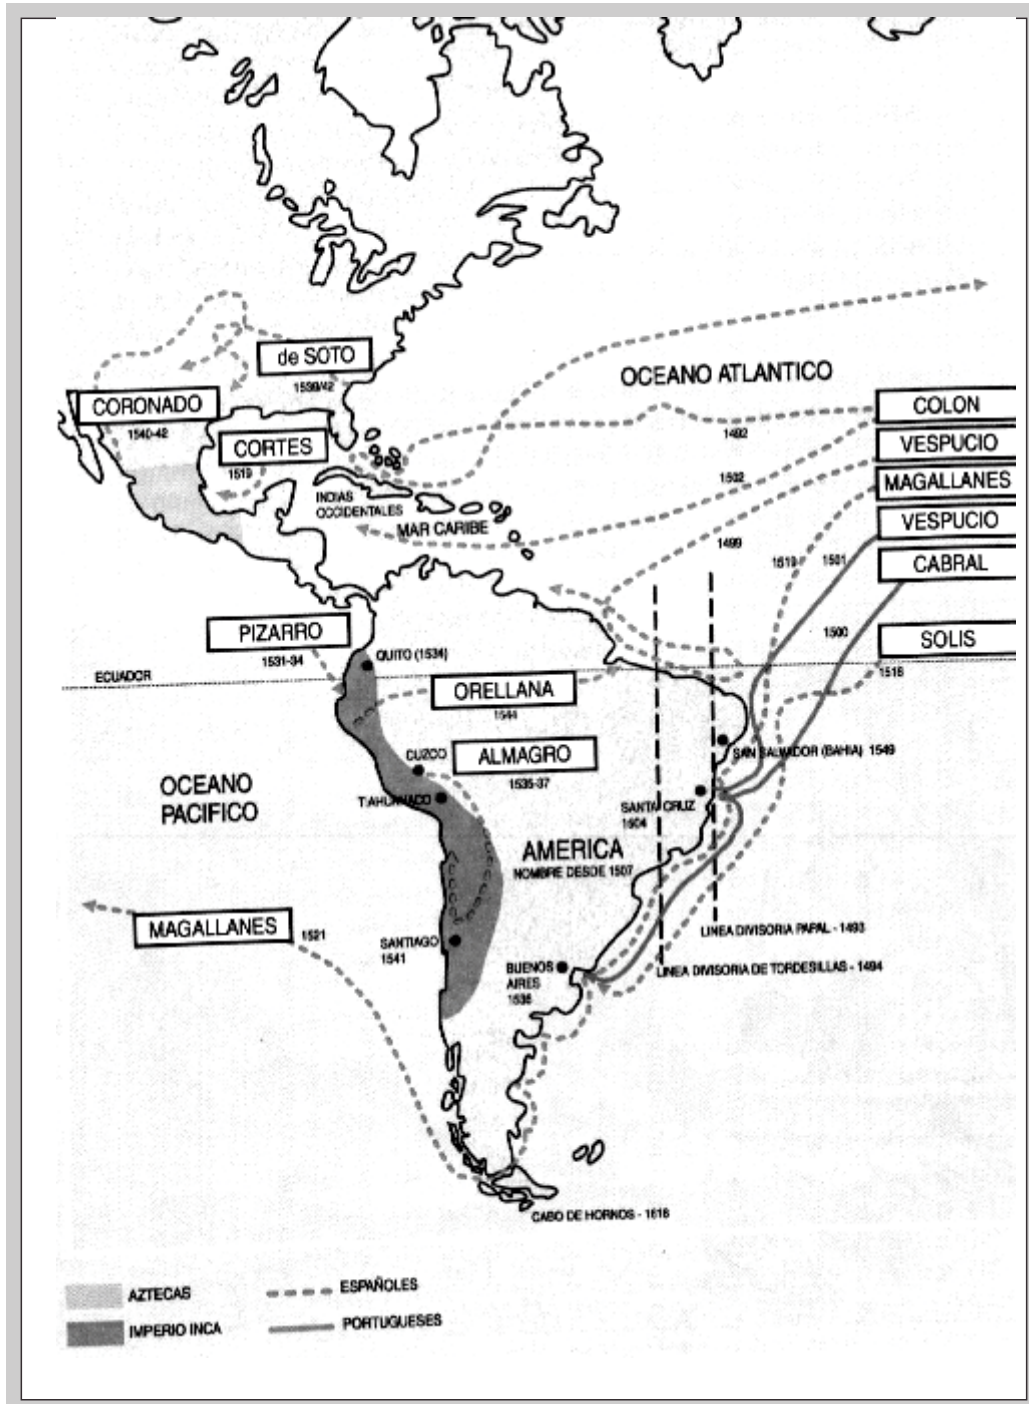 de SOTO
1539/42
OCEANO ATLANTICO
CORONADO
1540-42
COLON
1492
CORTES
1519
VESPUCIO
1502
MAGALLANES
INDIAS
OCCIDENTALES
MAR CARIBE
VESPUCIO
1499
1519
1501
CABRAL
PIZARRO
1531-34
1500
SOLIS
QUITO (1534)
ECUADOR
1516
ORELLANA
1544
CUZCO
ALMAGRO
1535-37
SAN SALVADOR (BAHIA) 1549
OCEANO
PACIFICO
TIAHUANACO
SANTA CRUZ
1504
AMERICA
NOMBRE DESDE 1507
MAGALLANES
1521
LINEA DIVISORIA PAPAL - 1493
SANTIAGO
1541
BUENOS
AIRES
1536
LINEA DIVISORIA DE TORDESILLAS - 1494
CABO DE HORNOS - 1616
AZTECAS
ESPAÑOLES
IMPERIO INCA
PORTUGUESES